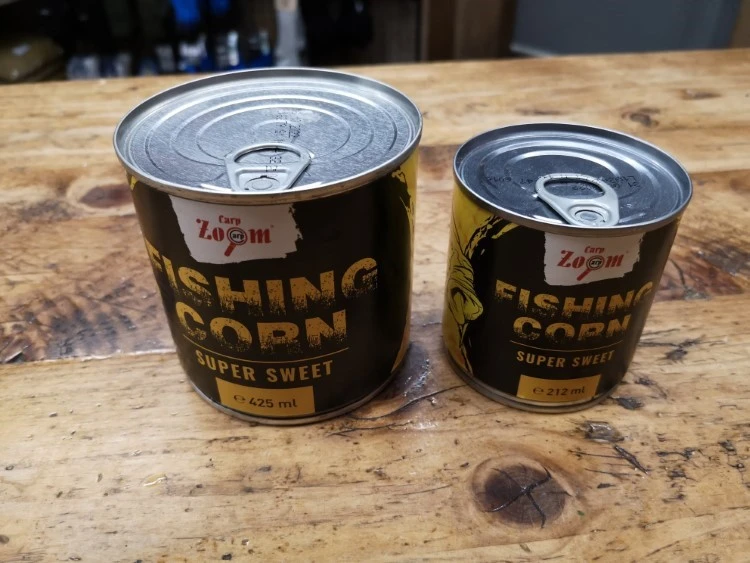 Carp
Zoom
FISHING
CORN
SUPER SWEET
e 425 ml
Carp
Zoom
FISHING
CORN
SUPER SWEET
e 212 ml